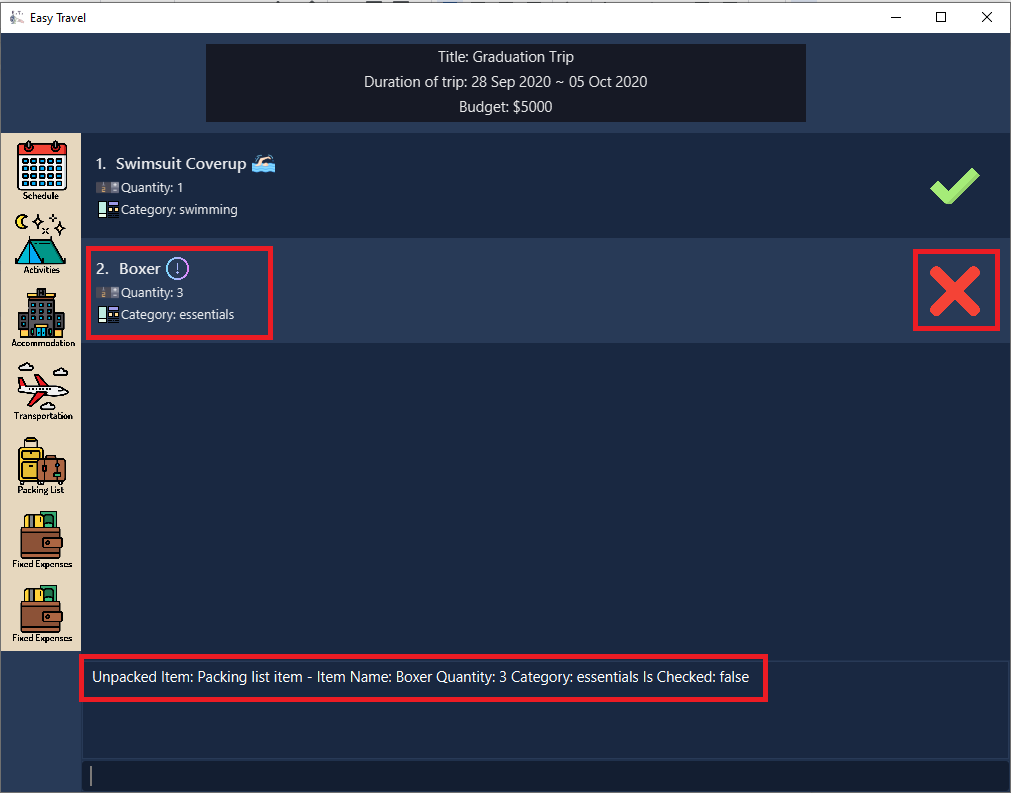 Easy Travel
Title: Graduation Trip
Duration of trip: 28 Sep 2020 ~ 05 Oct 2020
Budget: $5000
Schedule
Activities
Accommodation
Transportation
Packing List
Fixed Expenses
Fixed Expenses
1. Swimsuit Coverup
Quantity: 1
Category: swimming
2. Boxer
Quantity: 3
Category: essentials
Unpacked Item: Packing list item - Item Name: Boxer Quantity: 3 Category: essentials Is Checked: false